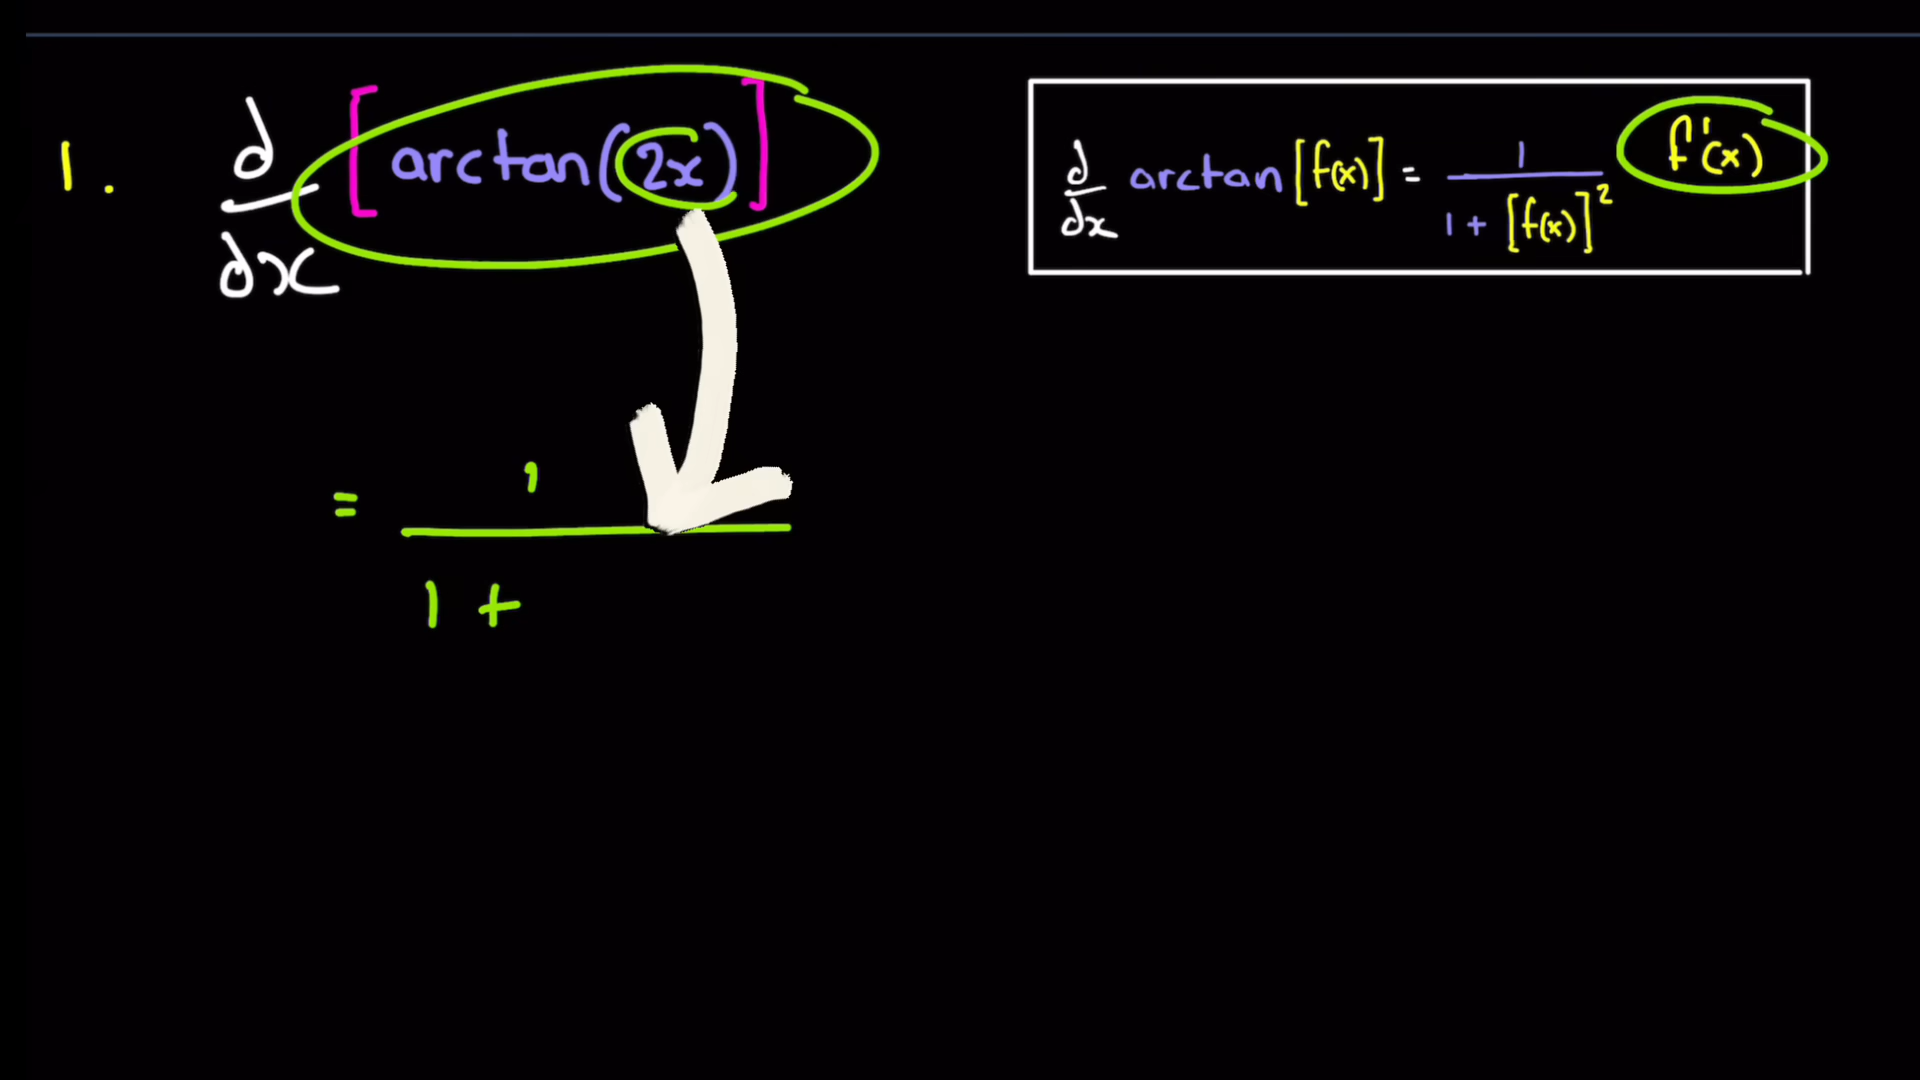 1. d/dx [arctan(2x)]
d/dx arctan [f(x)] = 1/(1 + [f(x)]²) f'(x)
= 1/(1 +